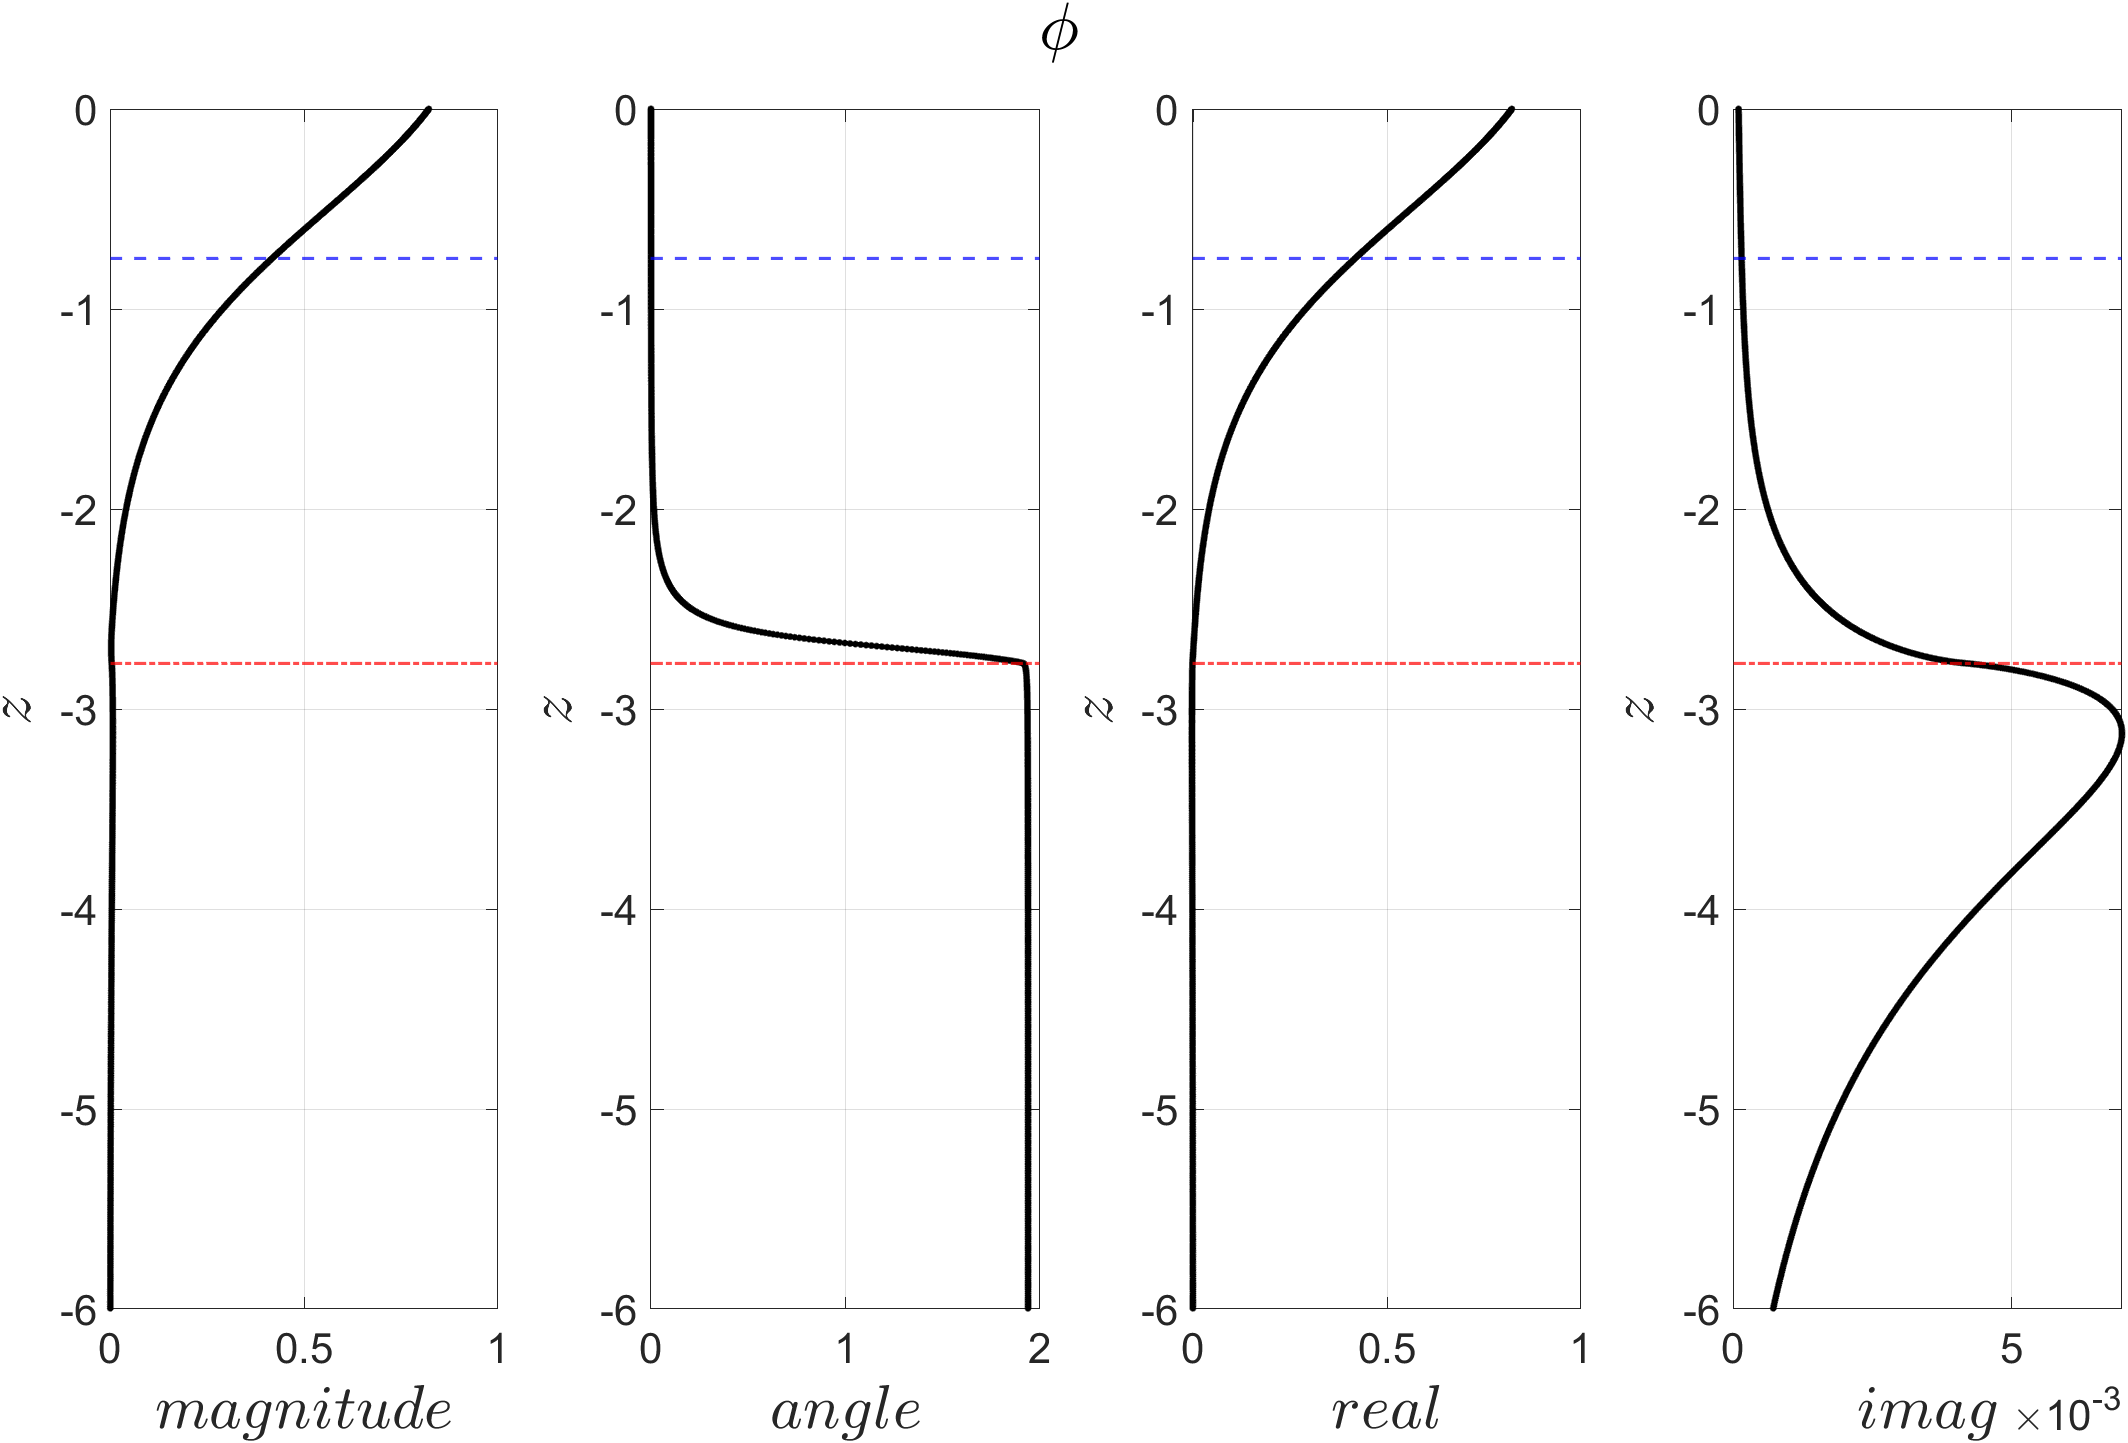 ϕ
0 0 0 0
-1 -1 -1 -1
-2 -2 -2 -2
z -3 z -3 z -3 z -3
-4 -4 -4 -4
-5 -5 -5 -5
-6 -6 -6 -6
0 0.5 1 0 1 2 0 0.5 1 0 5
magnitude angle real imag ×10⁻³